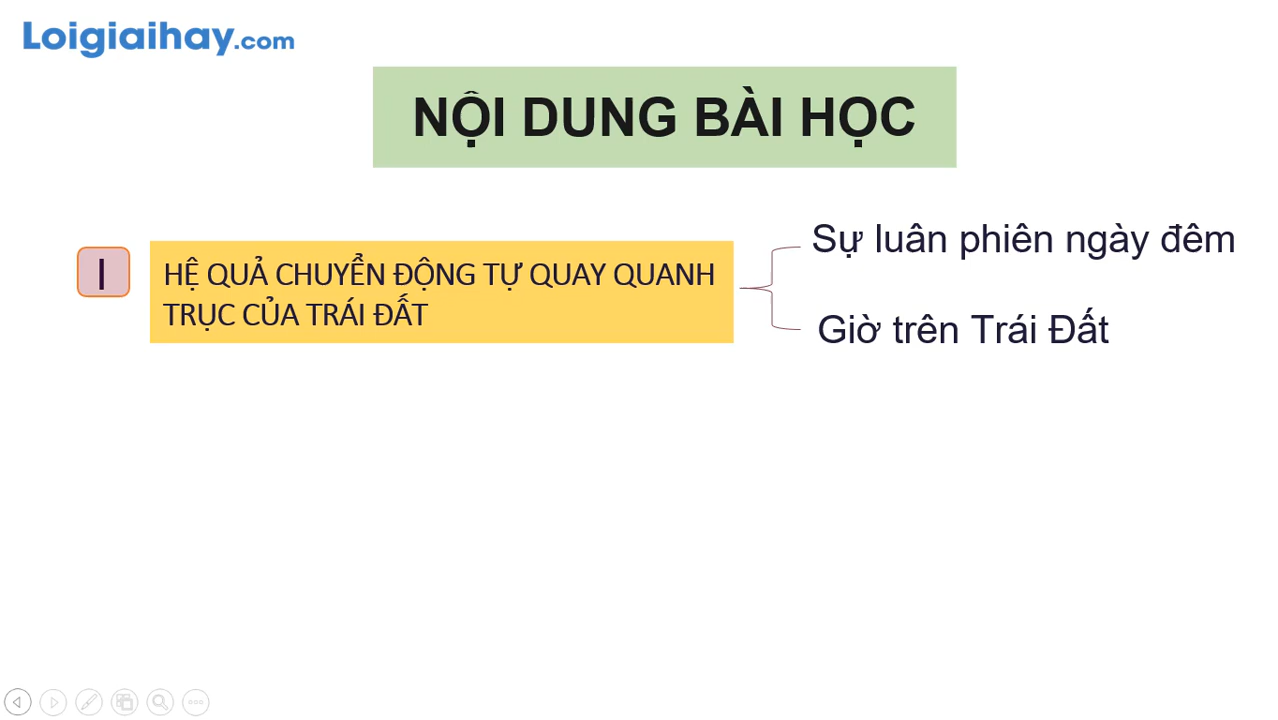 Loigiaihay.com
NỘI DUNG BÀI HỌC
I
HỆ QUẢ CHUYỂN ĐỘNG TỰ QUAY QUANH
TRỤC CỦA TRÁI ĐẤT
Sự luân phiên ngày đêm
Giờ trên Trái Đất